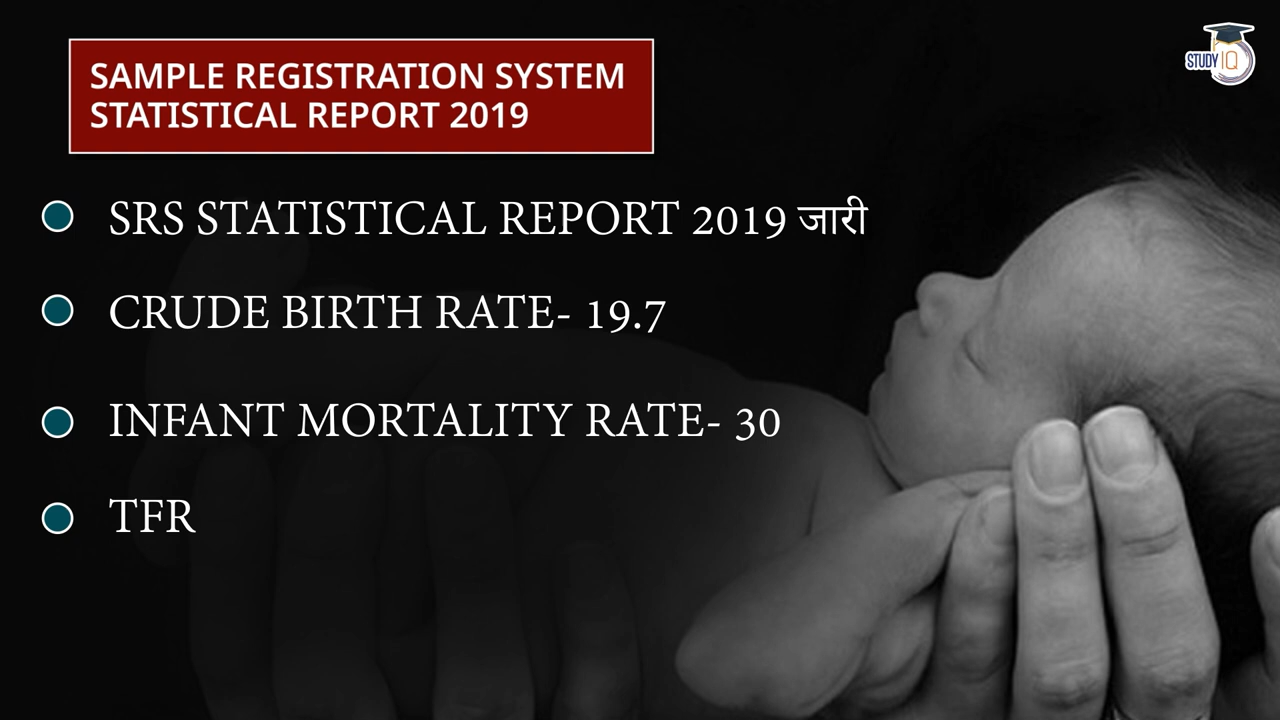 SAMPLE REGISTRATION SYSTEM
STATISTICAL REPORT 2019
STUDY IQ
SRS STATISTICAL REPORT 2019 जारी
CRUDE BIRTH RATE- 19.7
INFANT MORTALITY RATE- 30
TFR